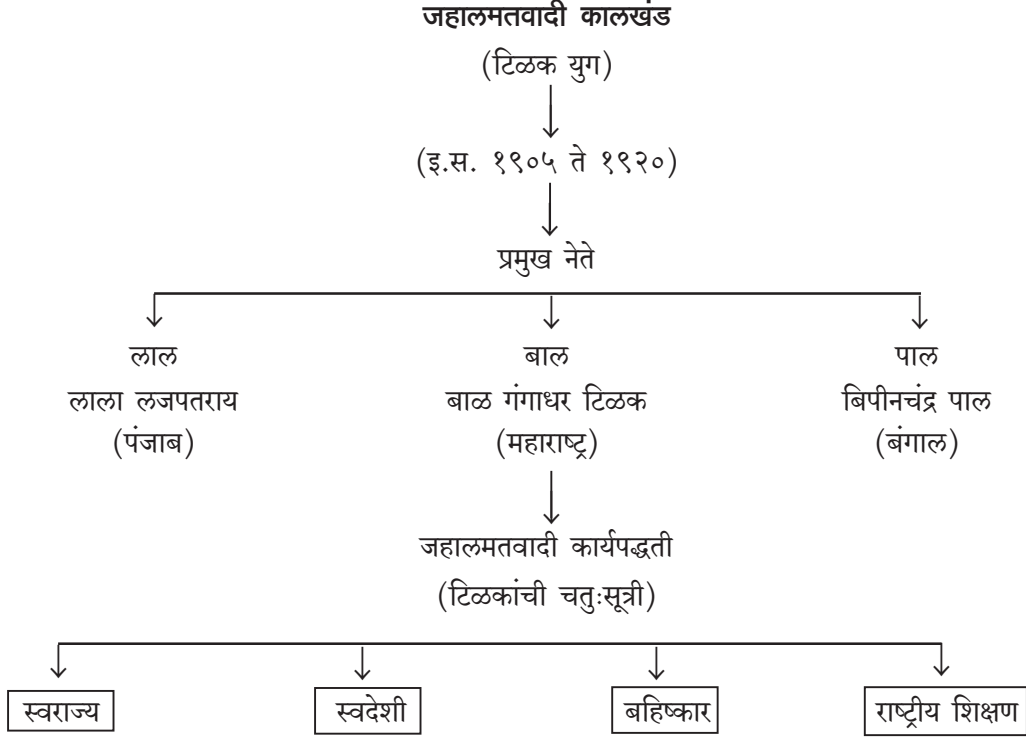 जहालमतवादी कालखंड
(टिळक युग)
(इ.स. १९०५ ते १९२०)
प्रमुख नेते
लाल
लाला लजपतराय
(पंजाब)
बाल
बाळ गंगाधर टिळक
(महाराष्ट्र)
पाल
बिपीनचंद्र पाल
(बंगाल)
जहालमतवादी कार्यपद्धती
(टिळकांची चतुःसूत्री)
स्वराज्य
स्वदेशी
बहिष्कार
राष्ट्रीय शिक्षण